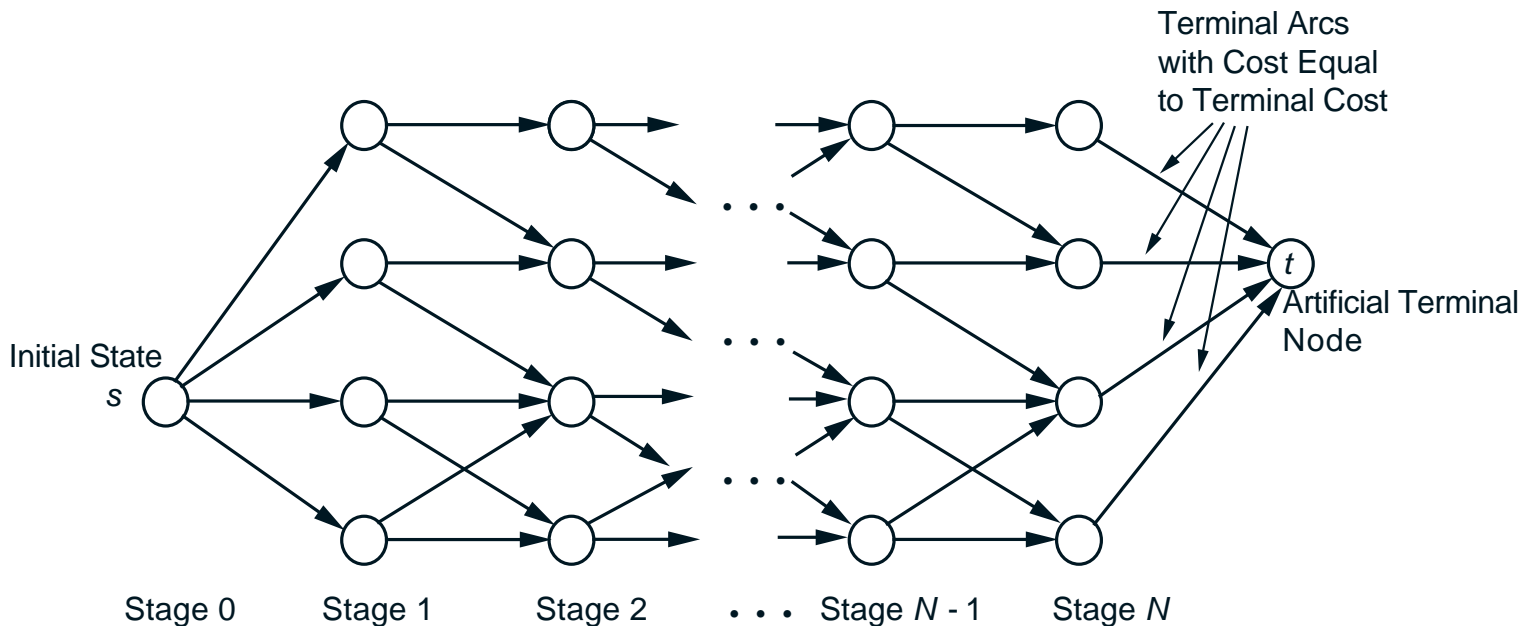 Terminal Arcs
with Cost Equal
to Terminal Cost
. . .
t
Artificial Terminal
Node
. . .
Initial State
s
. . .
Stage 0 Stage 1 Stage 2 . . . Stage N - 1 Stage N